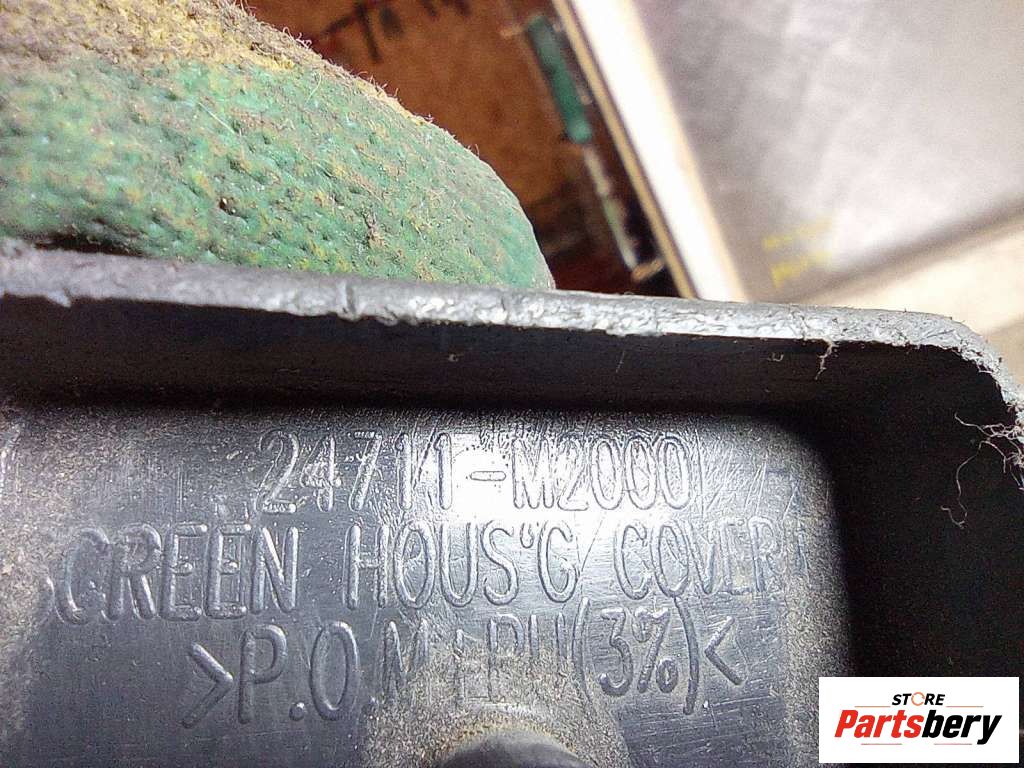 24711-M2000
SCREEN HOUS'G COVER
>P.O.M+PU(3%)<
STORE
Partsbery